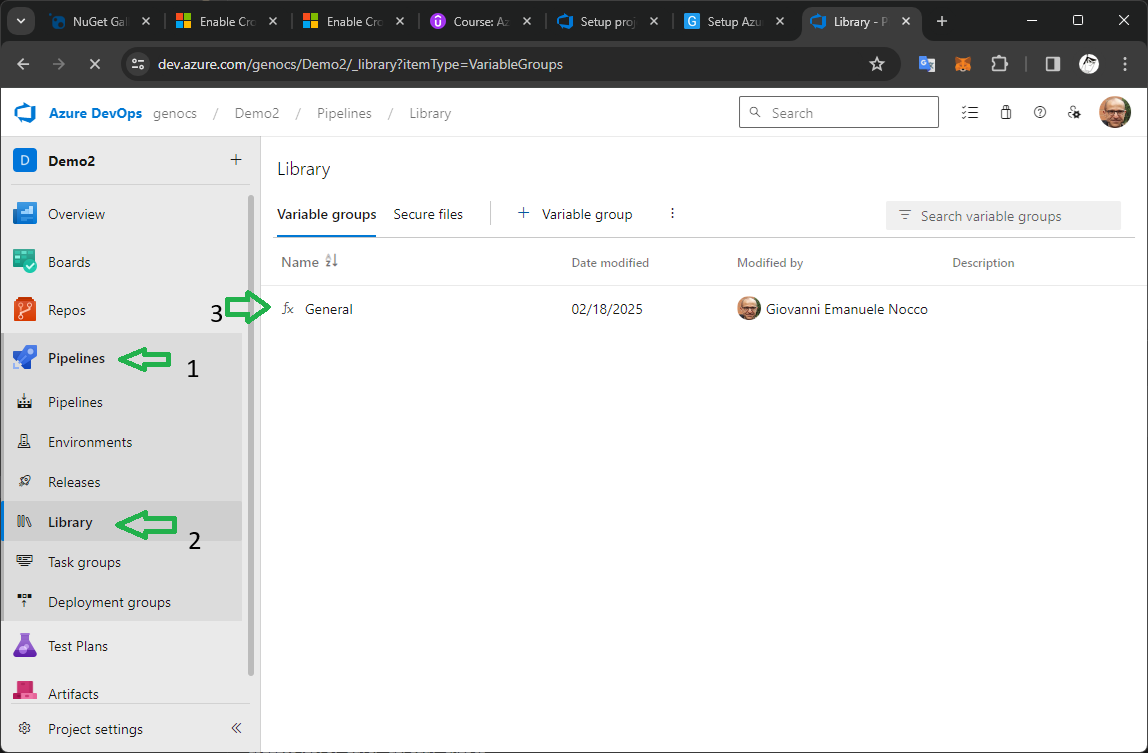 NuGet Gal
Enable Cro
Enable Cro
Course: Az
Setup proj
Setup Azu
Library - P
dev.azure.com/genocs/Demo2/_library?itemType=VariableGroups
Azure DevOps genocs / Demo2 / Pipelines / Library
Search
D Demo2 +
Library
Overview
Variable groups Secure files + Variable group
Search variable groups
Boards
Name Date modified Modified by Description
Repos
3 fx General 02/18/2025 Giovanni Emanuele Nocco
Pipelines 1
Pipelines
Environments
Releases
Library 2
Task groups
Deployment groups
Test Plans
Artifacts
Project settings